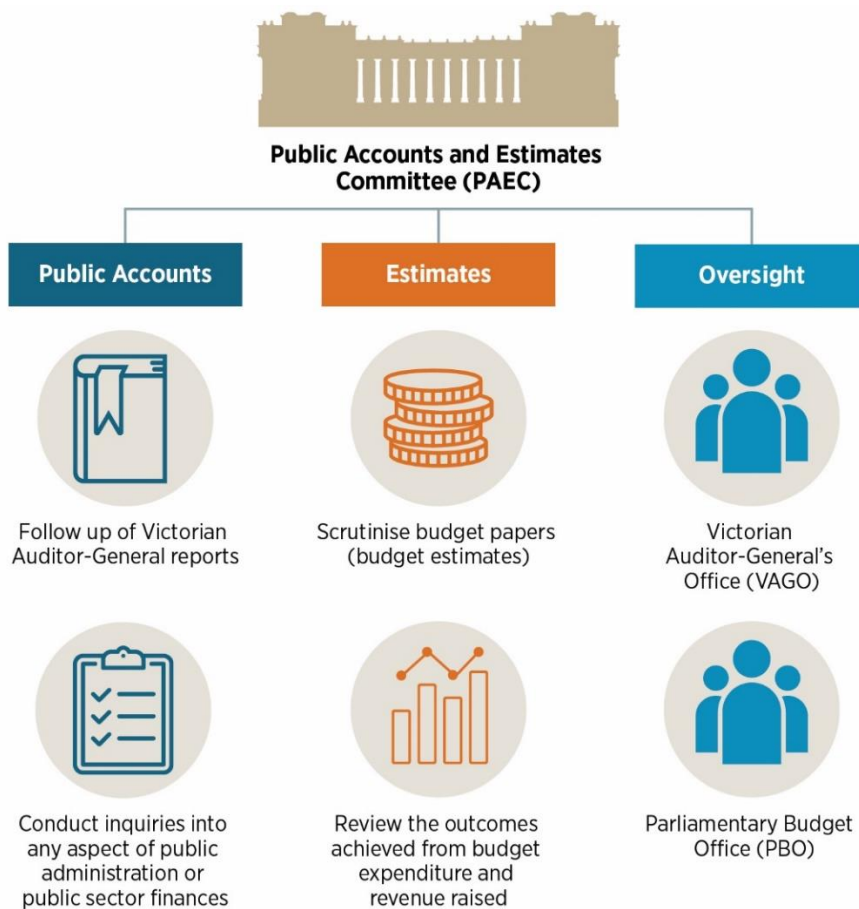 Public Accounts and Estimates
Committee (PAEC)
Public Accounts
Estimates
Oversight
Follow up of Victorian
Auditor-General reports
Scrutinise budget papers
(budget estimates)
Victorian
Auditor-General’s
Office (VAGO)
Conduct inquiries into
any aspect of public
administration or
public sector finances
Review the outcomes
achieved from budget
expenditure and
revenue raised
Parliamentary Budget
Office (PBO)